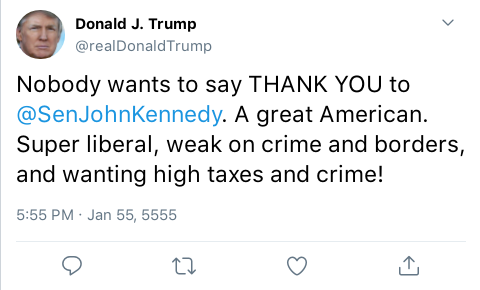 Donald J. Trump
@realDonaldTrump
Nobody wants to say THANK YOU to
@SenJohnKennedy. A great American.
Super liberal, weak on crime and borders,
and wanting high taxes and crime!
5:55 PM · Jan 55, 5555